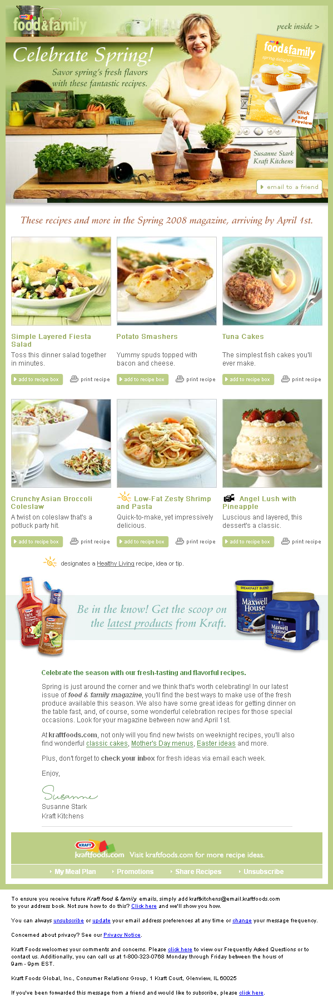 KRAFT
food&family
peek inside >
Celebrate Spring!
Savor spring's fresh flavors
with these fantastic recipes.
KRAFT
food&family
spring delights
Click
and
Preview
Susanne Stark
Kraft Kitchens
email to a friend
These recipes and more in the Spring 2008 magazine, arriving by April 1st.
Simple Layered Fiesta
Salad
Toss this dinner salad together
in minutes.
add to recipe box print recipe
Potato Smashers
Yummy spuds topped with
bacon and cheese.
add to recipe box print recipe
Tuna Cakes
The simplest fish cakes you'll
ever make.
add to recipe box print recipe
Crunchy Asian Broccoli
Coleslaw
A twist on coleslaw that's a
potluck party hit.
add to recipe box print recipe
Low-Fat Zesty Shrimp
and Pasta
Quick-to-make, yet impressively
delicious.
add to recipe box print recipe
Angel Lush with
Pineapple
Luscious and layered, this
dessert's a classic.
add to recipe box print recipe
designates a Healthy Living recipe, idea or tip.
KRAFT
Light
KRAFT
Be in the know! Get the scoop on
the latest products from Kraft.
BREAKFAST BLEND
Maxwell
House
DARK ROAST
Maxwell
House
Celebrate the season with our fresh-tasting and flavorful recipes.
Spring is just around the corner and we think that's worth celebrating! In our latest
issue of food & family magazine, you'll find the best ways to make use of the fresh
produce available this season. We also have some great ideas for getting dinner on
the table fast, and, of course, some wonderful celebration recipes for those special
occasions. Look for your magazine between now and April 1st.
At kraftfoods.com, not only will you find new twists on weeknight recipes, you'll also
find wonderful classic cakes, Mother's Day menus, Easter ideas and more.
Plus, don't forget to check your inbox for fresh ideas via email each week.
Enjoy,
Susanne
Susanne Stark
Kraft Kitchens
KRAFT
kraftfoods.com Visit kraftfoods.com for more recipe ideas.
My Meal Plan Promotions Share Recipes Unsubscribe
To ensure you receive future Kraft food & family emails, simply add kraftkitchens@email.kraftfoods.com
to your address book. Not sure how to do this? Click here and we'll show you how.
You can always unsubscribe or update your email address preferences at any time or change your message frequency.
Concerned about privacy? See our Privacy Notice.
Kraft Foods welcomes your comments and concerns. Please click here to view our Frequently Asked Questions or to
contact us. Additionally, you can call us at 1-800-323-0768 Monday through Friday between the hours of
9am - 9pm EST.
Kraft Foods Global, Inc., Consumer Relations Group, 1 Kraft Court, Glenview, IL 60025
If you've been forwarded this message from a friend and would like to subscribe, please click here.